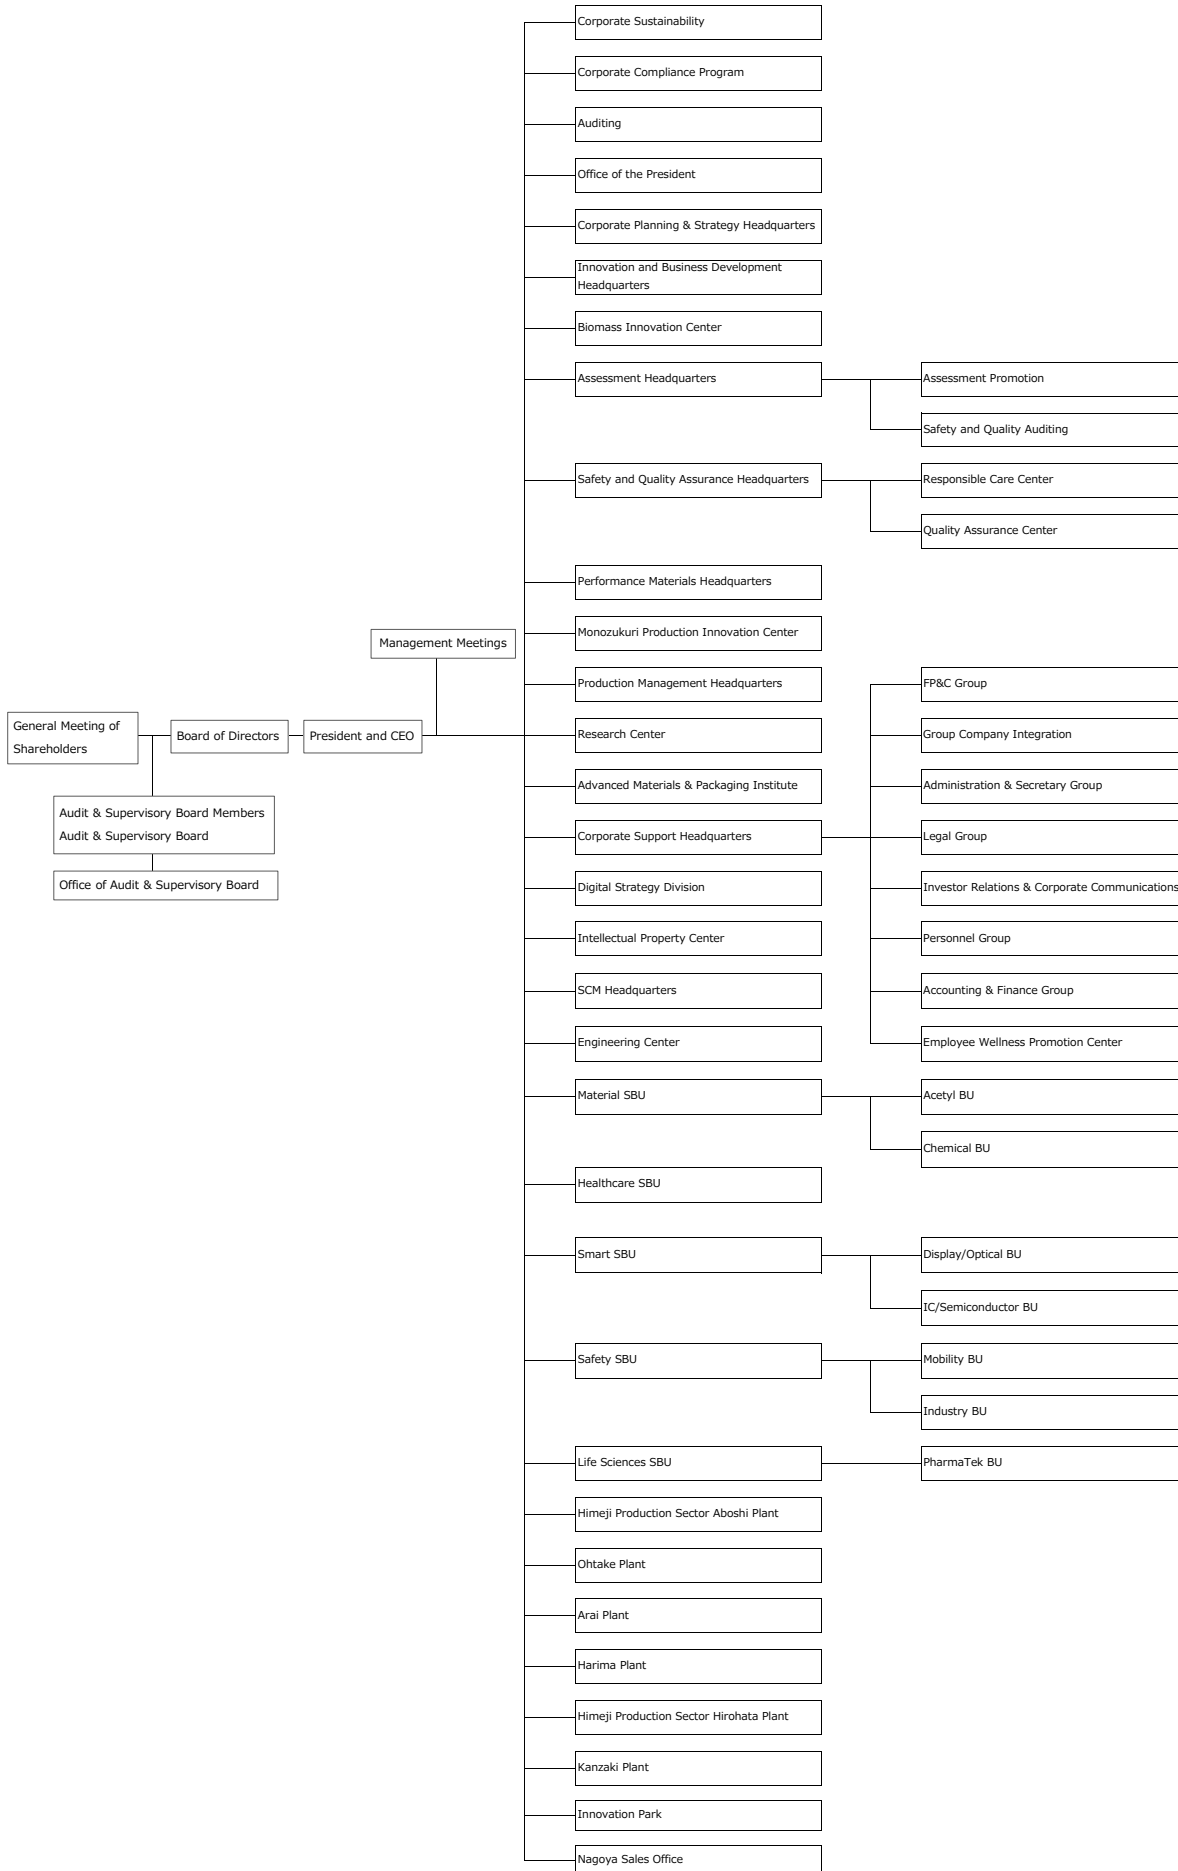 General Meeting of
Shareholders
Board of Directors
President and CEO
Management Meetings
Audit & Supervisory Board Members
Audit & Supervisory Board
Office of Audit & Supervisory Board
Corporate Sustainability
Corporate Compliance Program
Auditing
Office of the President
Corporate Planning & Strategy Headquarters
Innovation and Business Development
Headquarters
Biomass Innovation Center
Assessment Headquarters
Assessment Promotion
Safety and Quality Auditing
Safety and Quality Assurance Headquarters
Responsible Care Center
Quality Assurance Center
Performance Materials Headquarters
Monozukuri Production Innovation Center
Production Management Headquarters
Research Center
Advanced Materials & Packaging Institute
Corporate Support Headquarters
FP&C Group
Group Company Integration
Administration & Secretary Group
Legal Group
Investor Relations & Corporate Communications
Personnel Group
Accounting & Finance Group
Employee Wellness Promotion Center
Digital Strategy Division
Intellectual Property Center
SCM Headquarters
Engineering Center
Material SBU
Acetyl BU
Chemical BU
Healthcare SBU
Smart SBU
Display/Optical BU
IC/Semiconductor BU
Safety SBU
Mobility BU
Industry BU
Life Sciences SBU
PharmaTek BU
Himeji Production Sector Aboshi Plant
Ohtake Plant
Arai Plant
Harima Plant
Himeji Production Sector Hirohata Plant
Kanzaki Plant
Innovation Park
Nagoya Sales Office